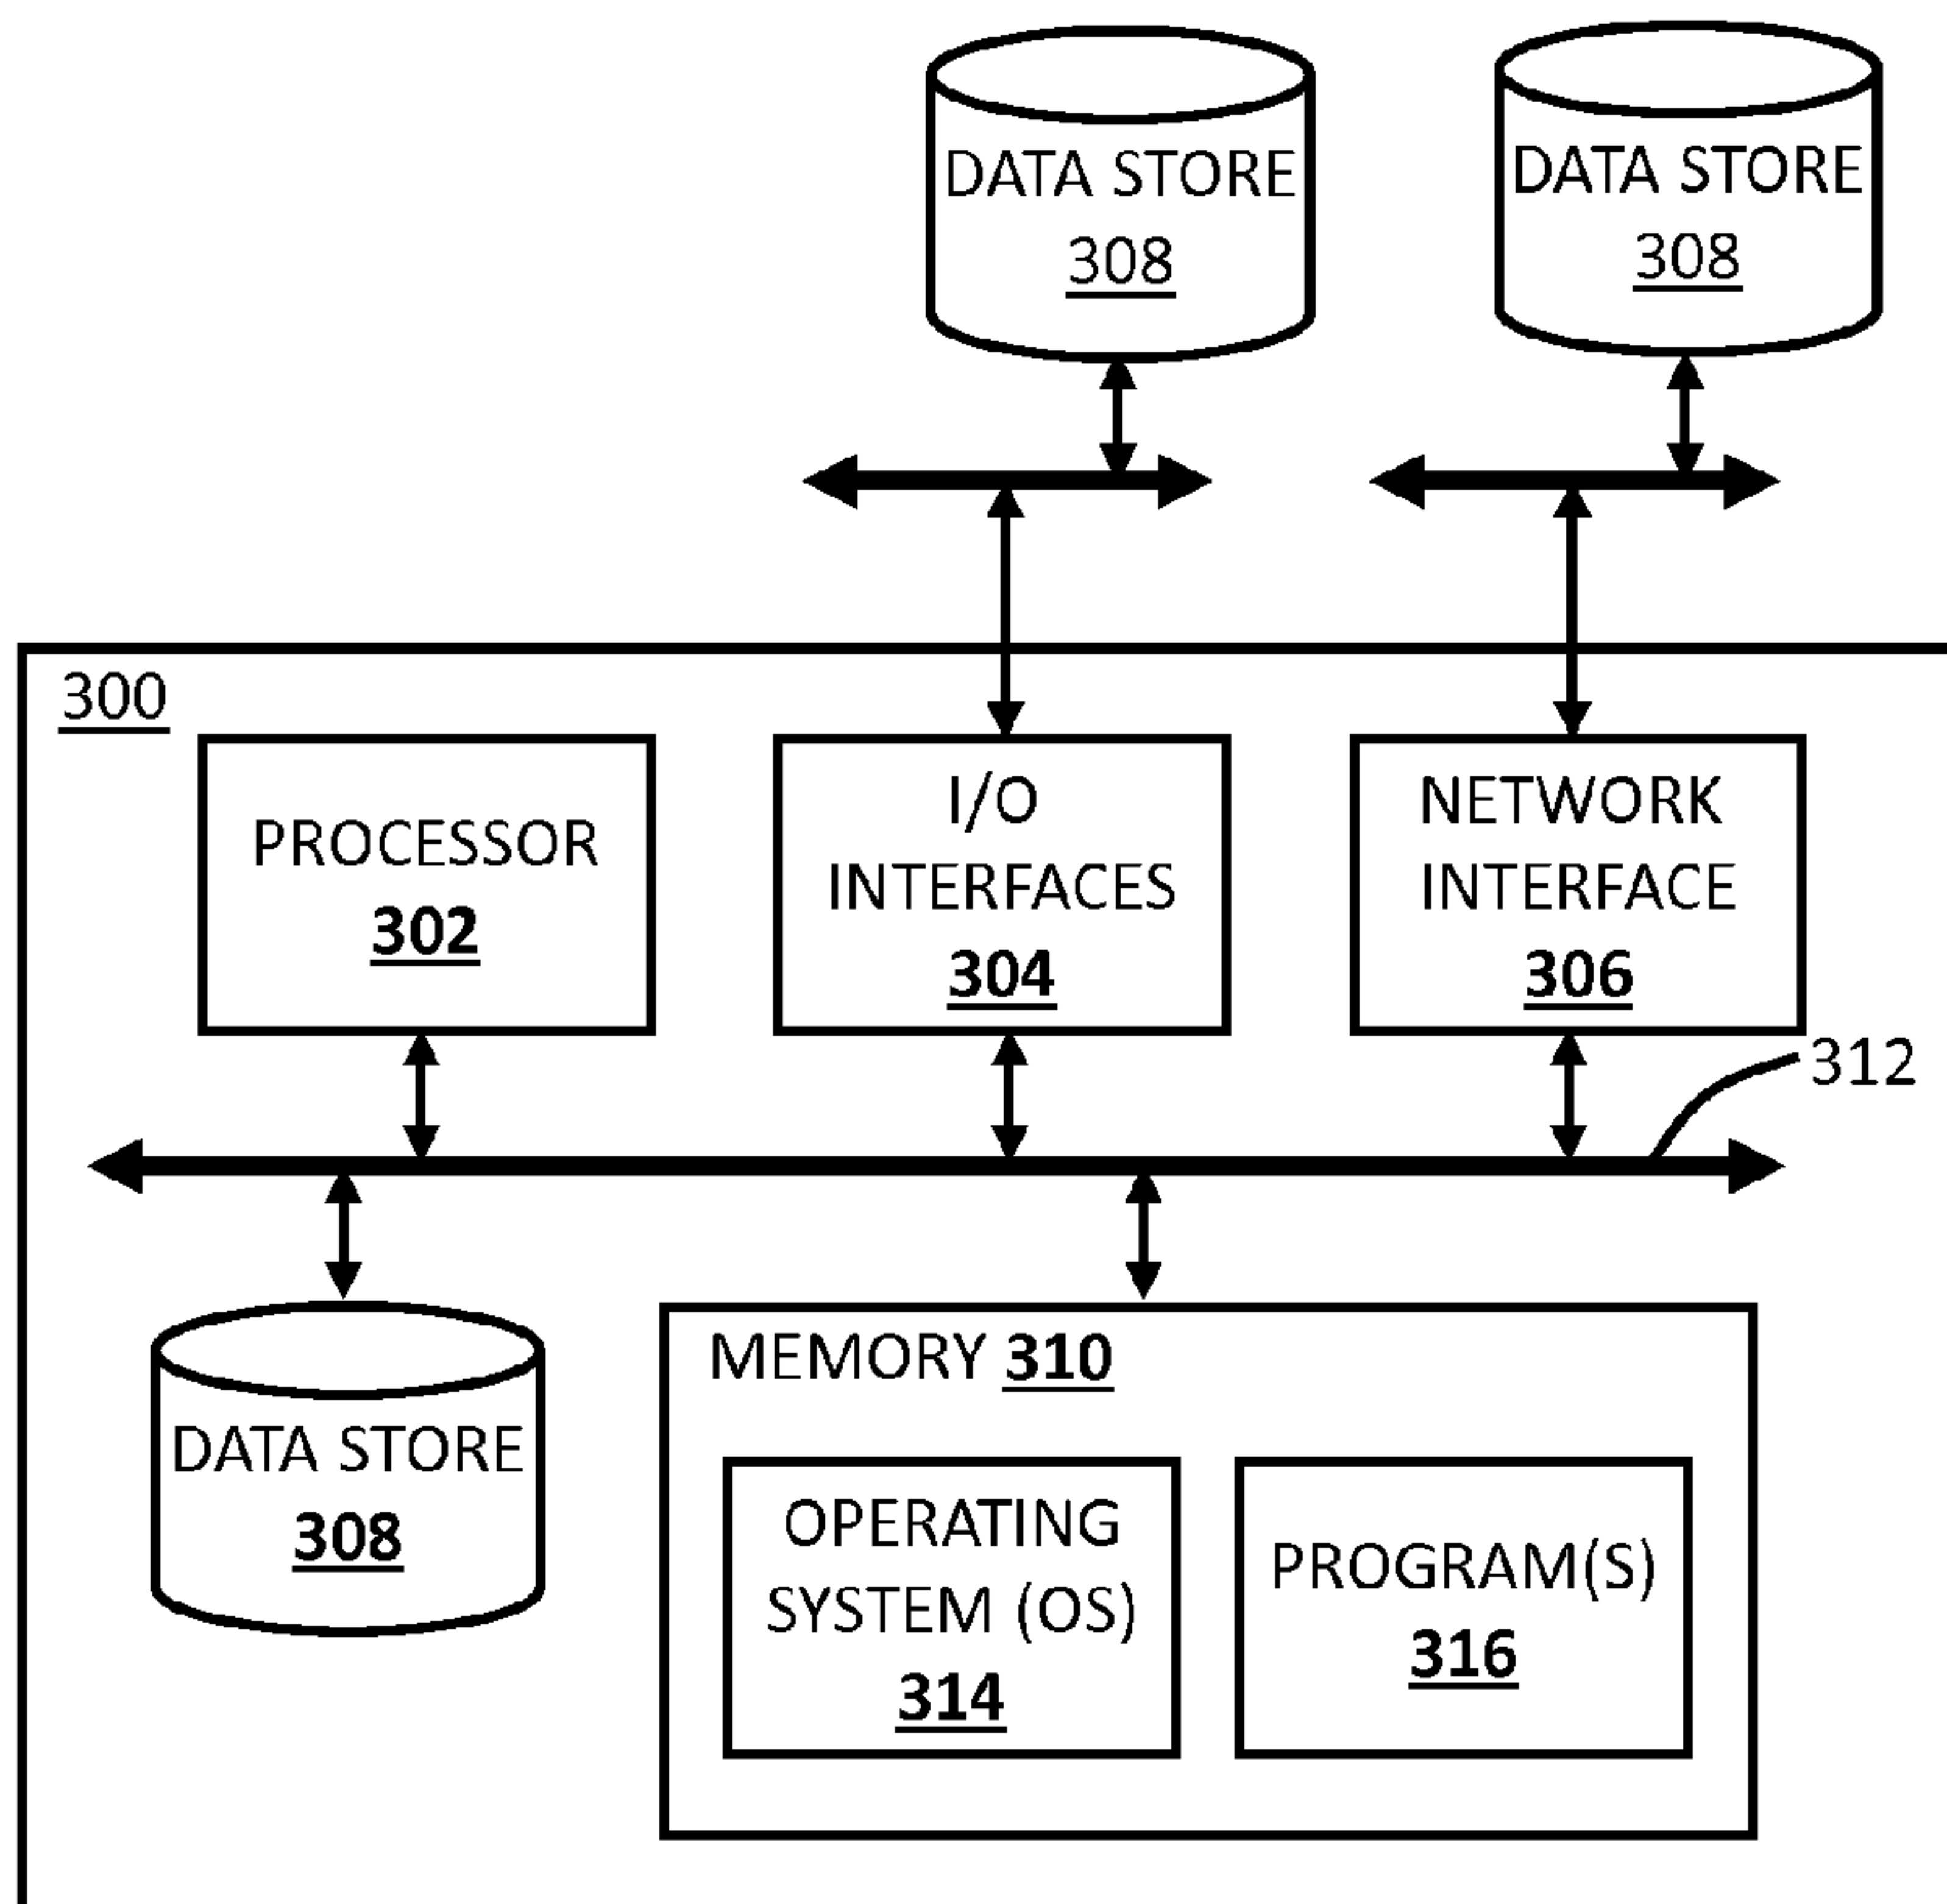 DATA STORE
308
DATA STORE
308
300
PROCESSOR
302
I/O
INTERFACES
304
NETWORK
INTERFACE
306
312
DATA STORE
308
MEMORY 310
OPERATING
SYSTEM (OS)
314
PROGRAM(S)
316